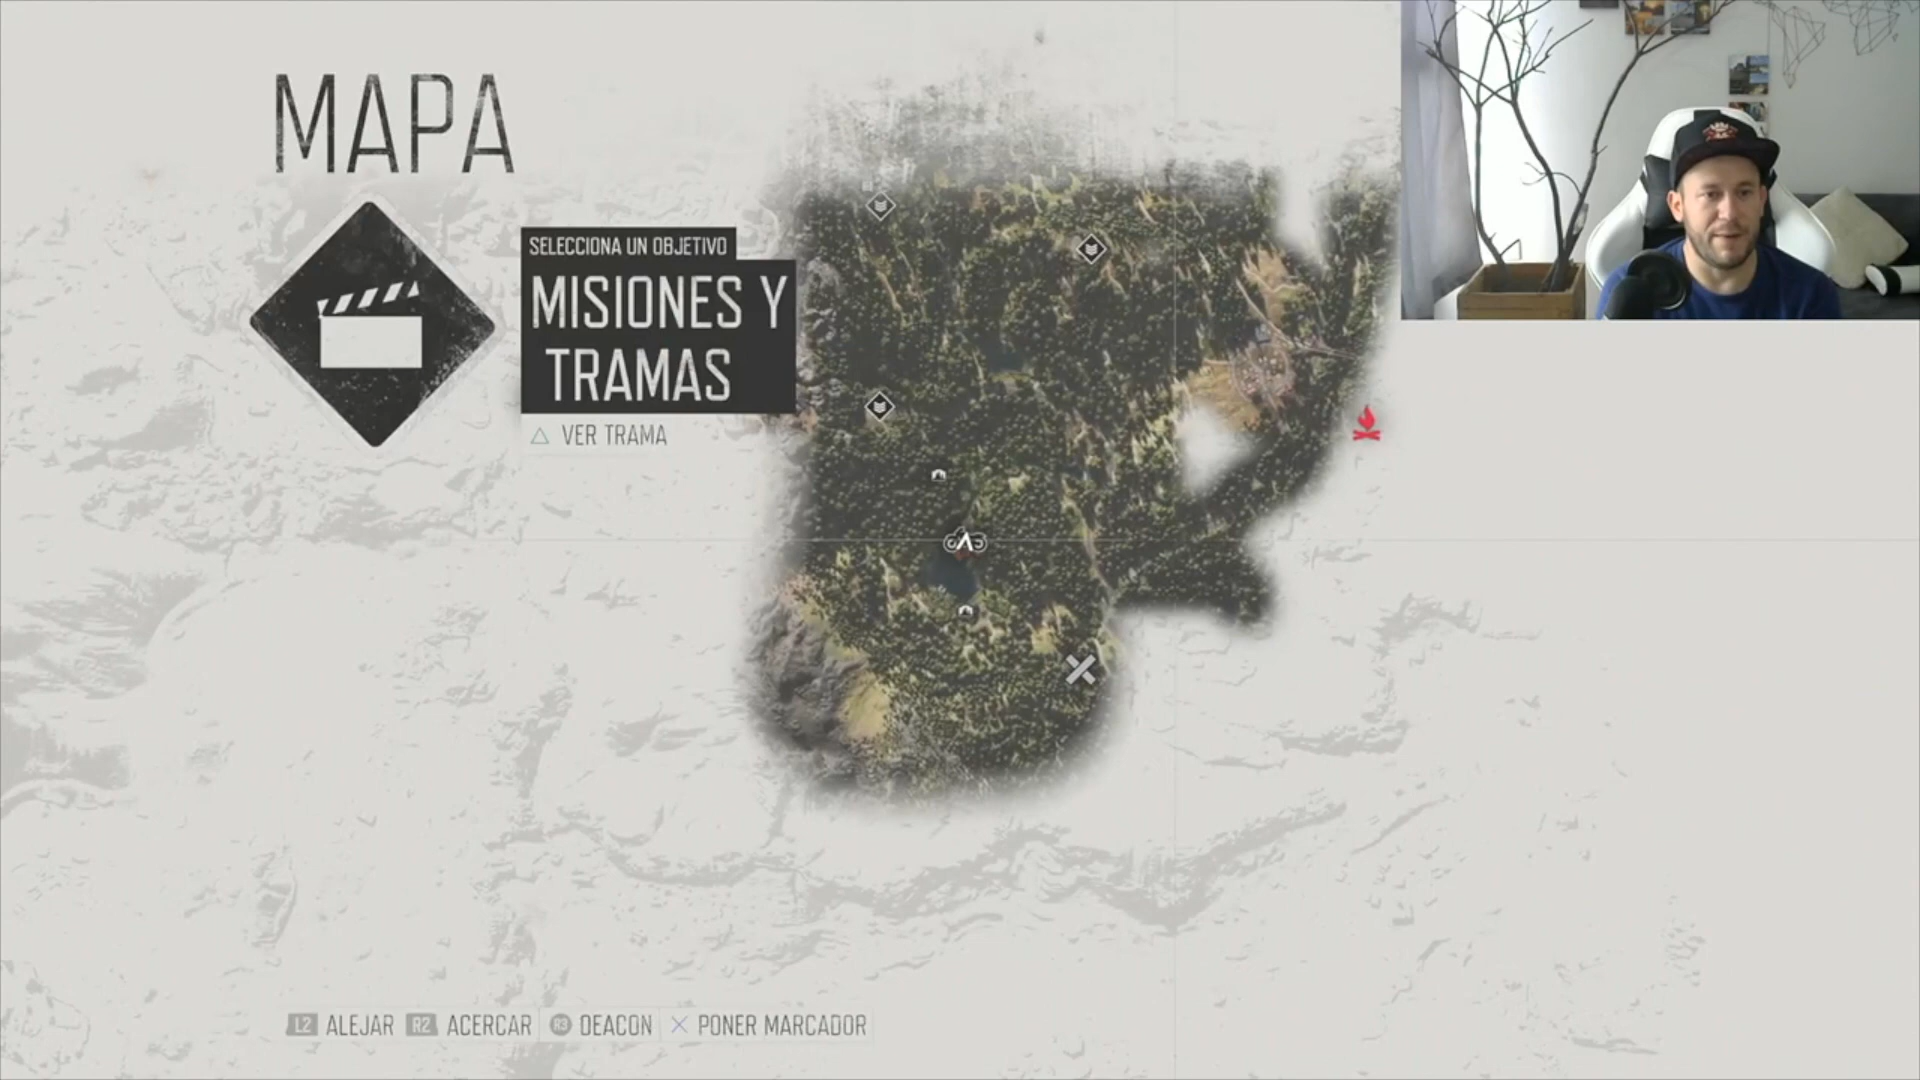 MAPA
SELECCIONA UN OBJETIVO
MISIONES Y
TRAMAS
VER TRAMA
L2 ALEJAR R2 ACERCAR R3 DEACON PONER MARCADOR